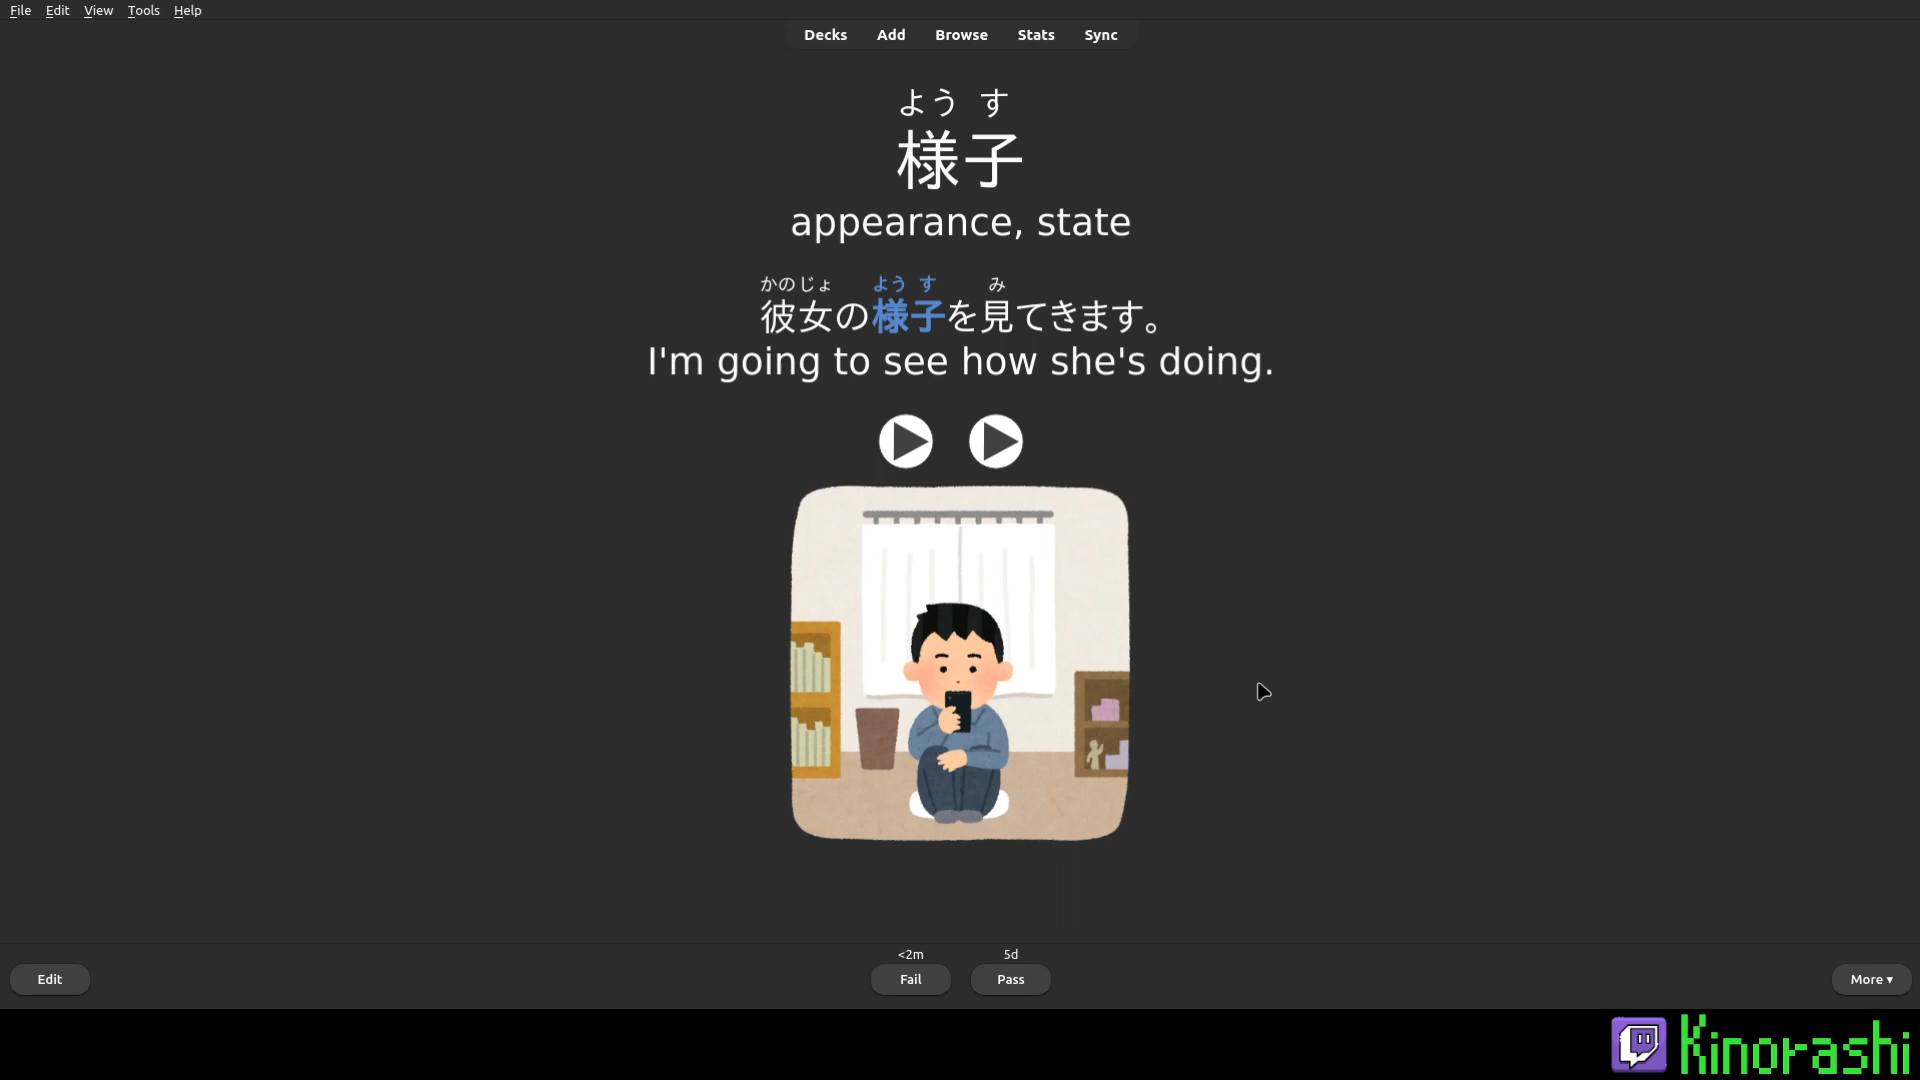 File Edit View Tools Help
Decks Add Browse Stats Sync
よう す
様子
appearance, state
かのじょ よう す み
彼女の様子を見てきます。
I'm going to see how she's doing.
<2m 5d
Edit Fail Pass More ▾
Kinorashi